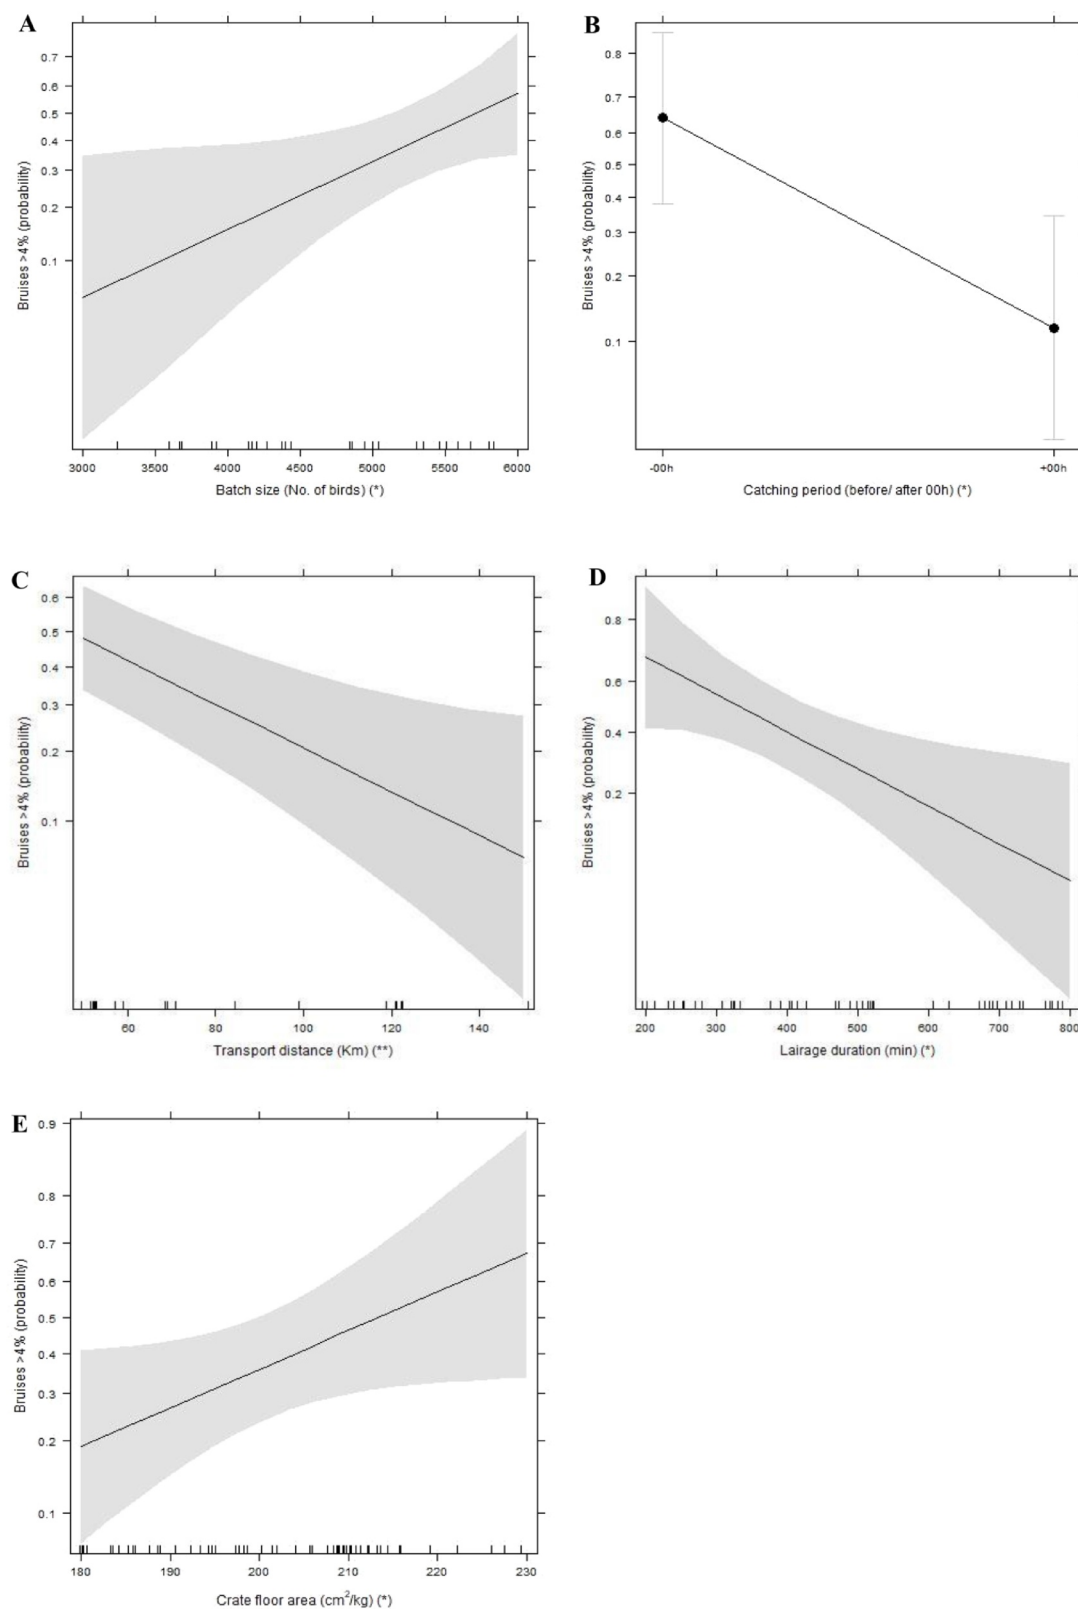 A
Bruises >4% (probability)
0.7
0.6
0.5
0.4
0.3
0.2
0.1
3000 3500 4000 4500 5000 5500 6000
Batch size (No. of birds) (*)
B
Bruises >4% (probability)
0.8
0.7
0.6
0.5
0.4
0.3
0.2
0.1
-00h +00h
Catching period (before/ after 00h) (*)
C
Bruises >4% (probability)
0.6
0.5
0.4
0.3
0.2
0.1
60 80 100 120 140
Transport distance (Km) (**)
D
Bruises >4% (probability)
0.8
0.6
0.4
0.2
200 300 400 500 600 700 800
Lairage duration (min) (*)
E
Bruises >4% (probability)
0.9
0.8
0.7
0.6
0.5
0.4
0.3
0.2
0.1
180 190 200 210 220 230
Crate floor area (cm²/kg) (*)